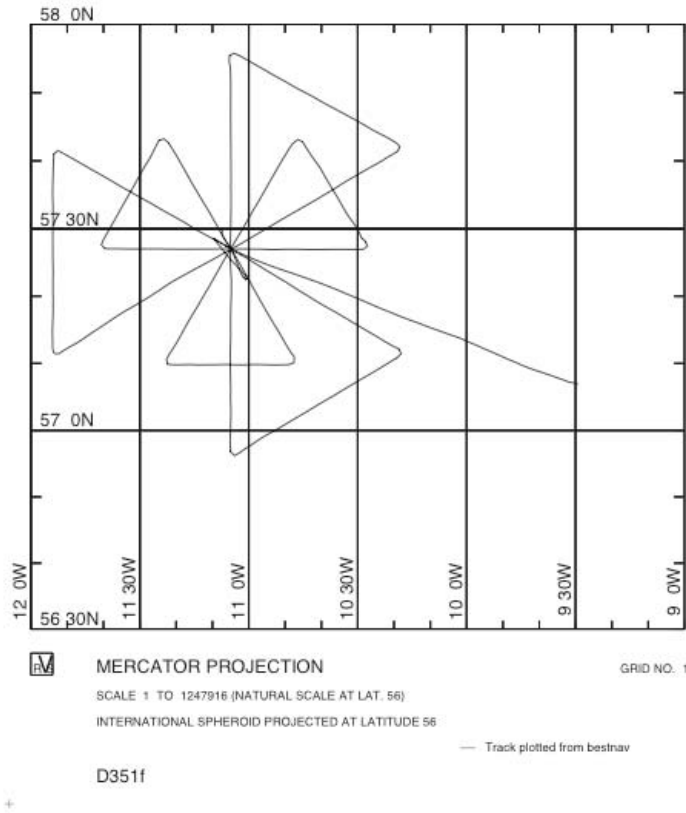 58 0N
57 30N
57 0N
56 30N
12 0W
11 30W
11 0W
10 30W
10 0W
9 30W
9 0W
MERCATOR PROJECTION
GRID NO. 1
SCALE 1 TO 1247916 (NATURAL SCALE AT LAT. 56)
INTERNATIONAL SPHEROID PROJECTED AT LATITUDE 56
— Track plotted from bestnav
D351f